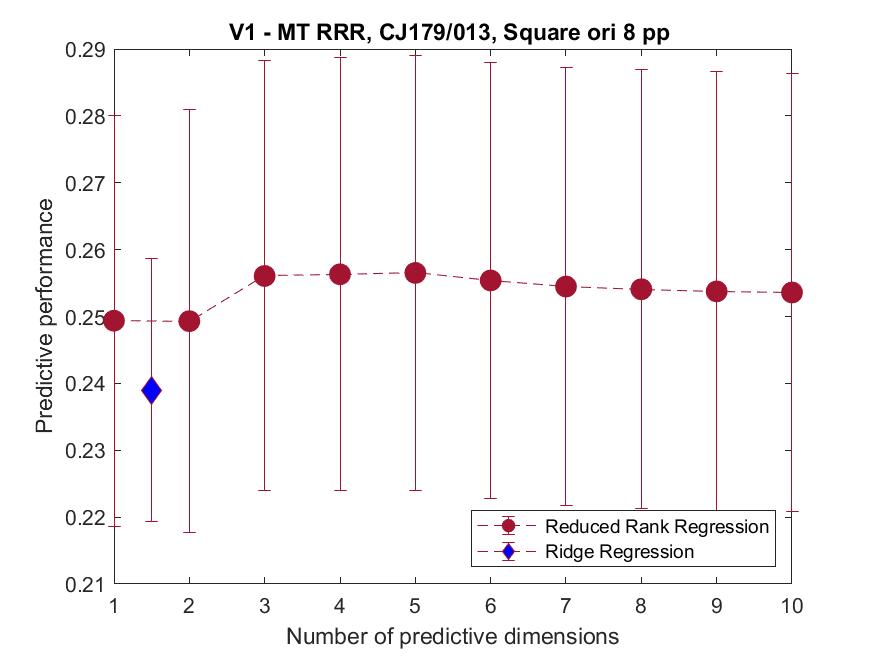 V1 - MT RRR, CJ179/013, Square ori 8 pp
0.29
0.28
0.27
0.26
0.25
0.24
0.23
0.22
0.21
Predictive performance
Reduced Rank Regression
Ridge Regression
1 2 3 4 5 6 7 8 9 10
Number of predictive dimensions